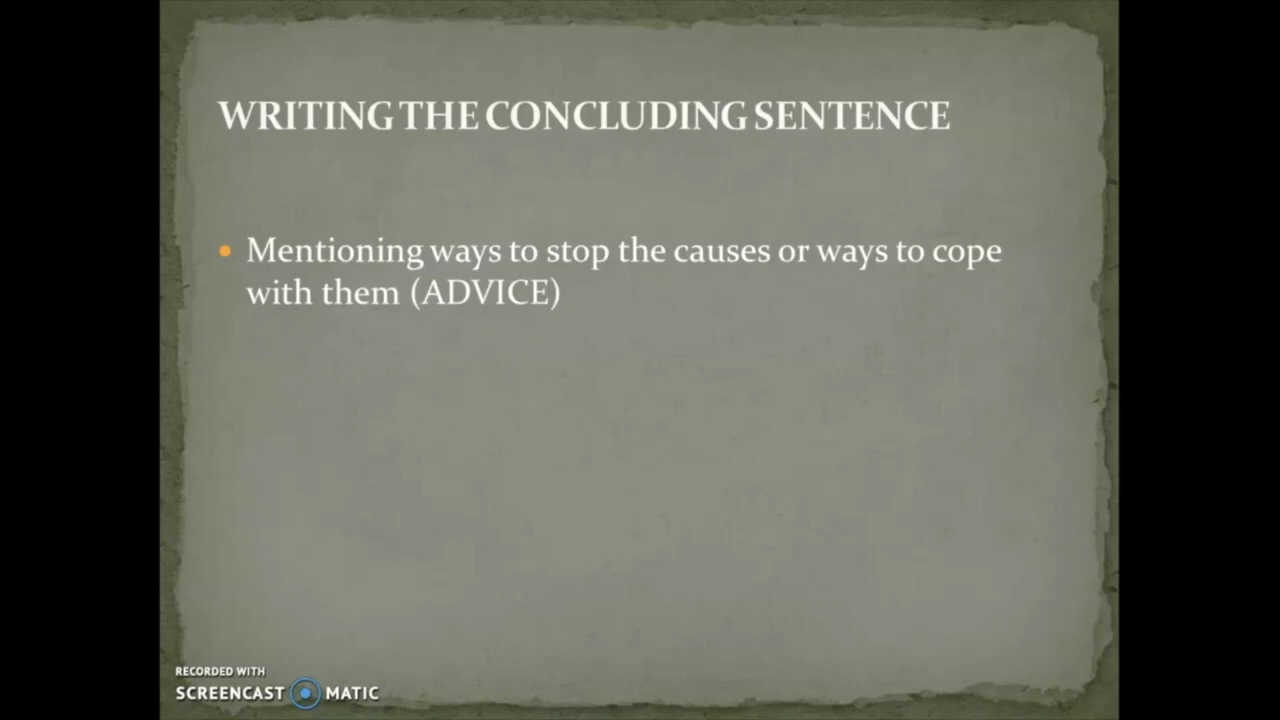 WRITING THE CONCLUDING SENTENCE
Mentioning ways to stop the causes or ways to cope
with them (ADVICE)
RECORDED WITH
SCREENCAST MATIC